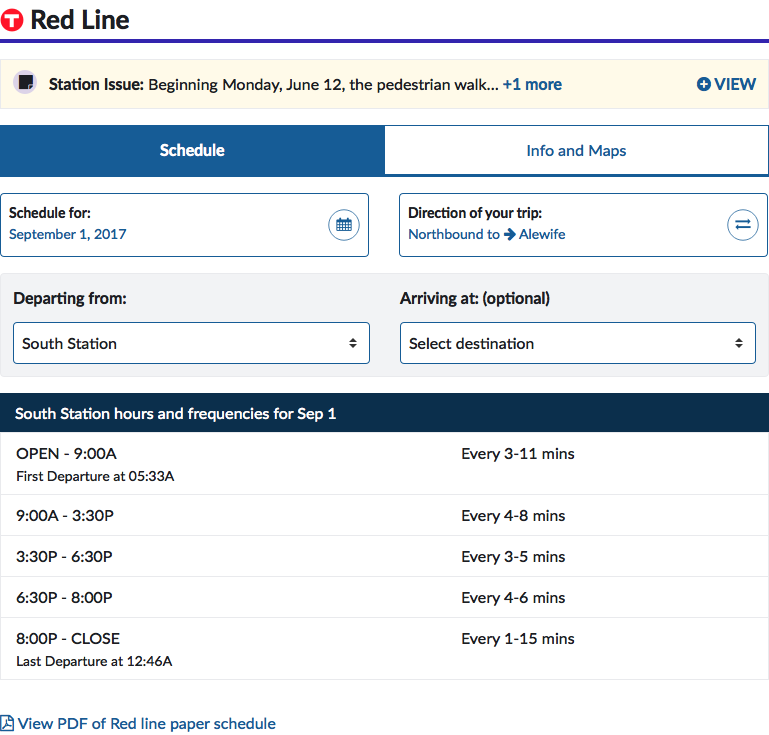 T Red Line
Station Issue: Beginning Monday, June 12, the pedestrian walk... +1 more
VIEW
Schedule
Info and Maps
Schedule for:
September 1, 2017
Direction of your trip:
Northbound to Alewife
Departing from:
Arriving at: (optional)
South Station
Select destination
South Station hours and frequencies for Sep 1
OPEN - 9:00A Every 3-11 mins
First Departure at 05:33A
9:00A - 3:30P Every 4-8 mins
3:30P - 6:30P Every 3-5 mins
6:30P - 8:00P Every 4-6 mins
8:00P - CLOSE Every 1-15 mins
Last Departure at 12:46A
View PDF of Red line paper schedule